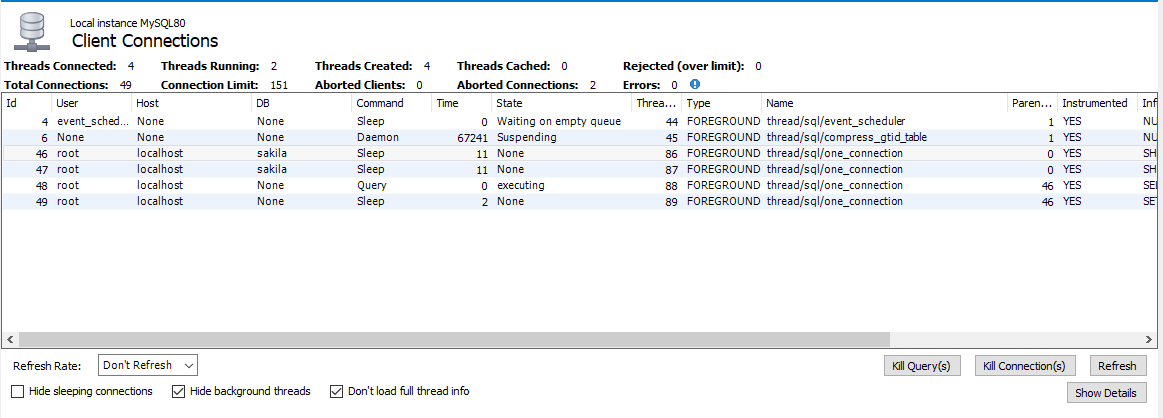 Local instance MySQL80
Client Connections
Threads Connected: 4 Threads Running: 2 Threads Created: 4 Threads Cached: 0 Rejected (over limit): 0
Total Connections: 49 Connection Limit: 151 Aborted Clients: 0 Aborted Connections: 2 Errors: 0
Id User Host DB Command Time State Threa... Type Name Paren... Instrumented Inf
4 event_sched... None None Sleep 0 Waiting on empty queue 44 FOREGROUND thread/sql/event_scheduler 1 YES NU
6 None None None Daemon 67241 Suspending 45 FOREGROUND thread/sql/compress_gtid_table 1 YES NU
46 root localhost sakila Sleep 11 None 86 FOREGROUND thread/sql/one_connection 0 YES SH
47 root localhost sakila Sleep 11 None 87 FOREGROUND thread/sql/one_connection 0 YES SH
48 root localhost None Query 0 executing 88 FOREGROUND thread/sql/one_connection 46 YES SEL
49 root localhost None Sleep 2 None 89 FOREGROUND thread/sql/one_connection 46 YES SET
Refresh Rate: Don't Refresh Kill Query(s) Kill Connection(s) Refresh
Hide sleeping connections Hide background threads Don't load full thread info
Show Details